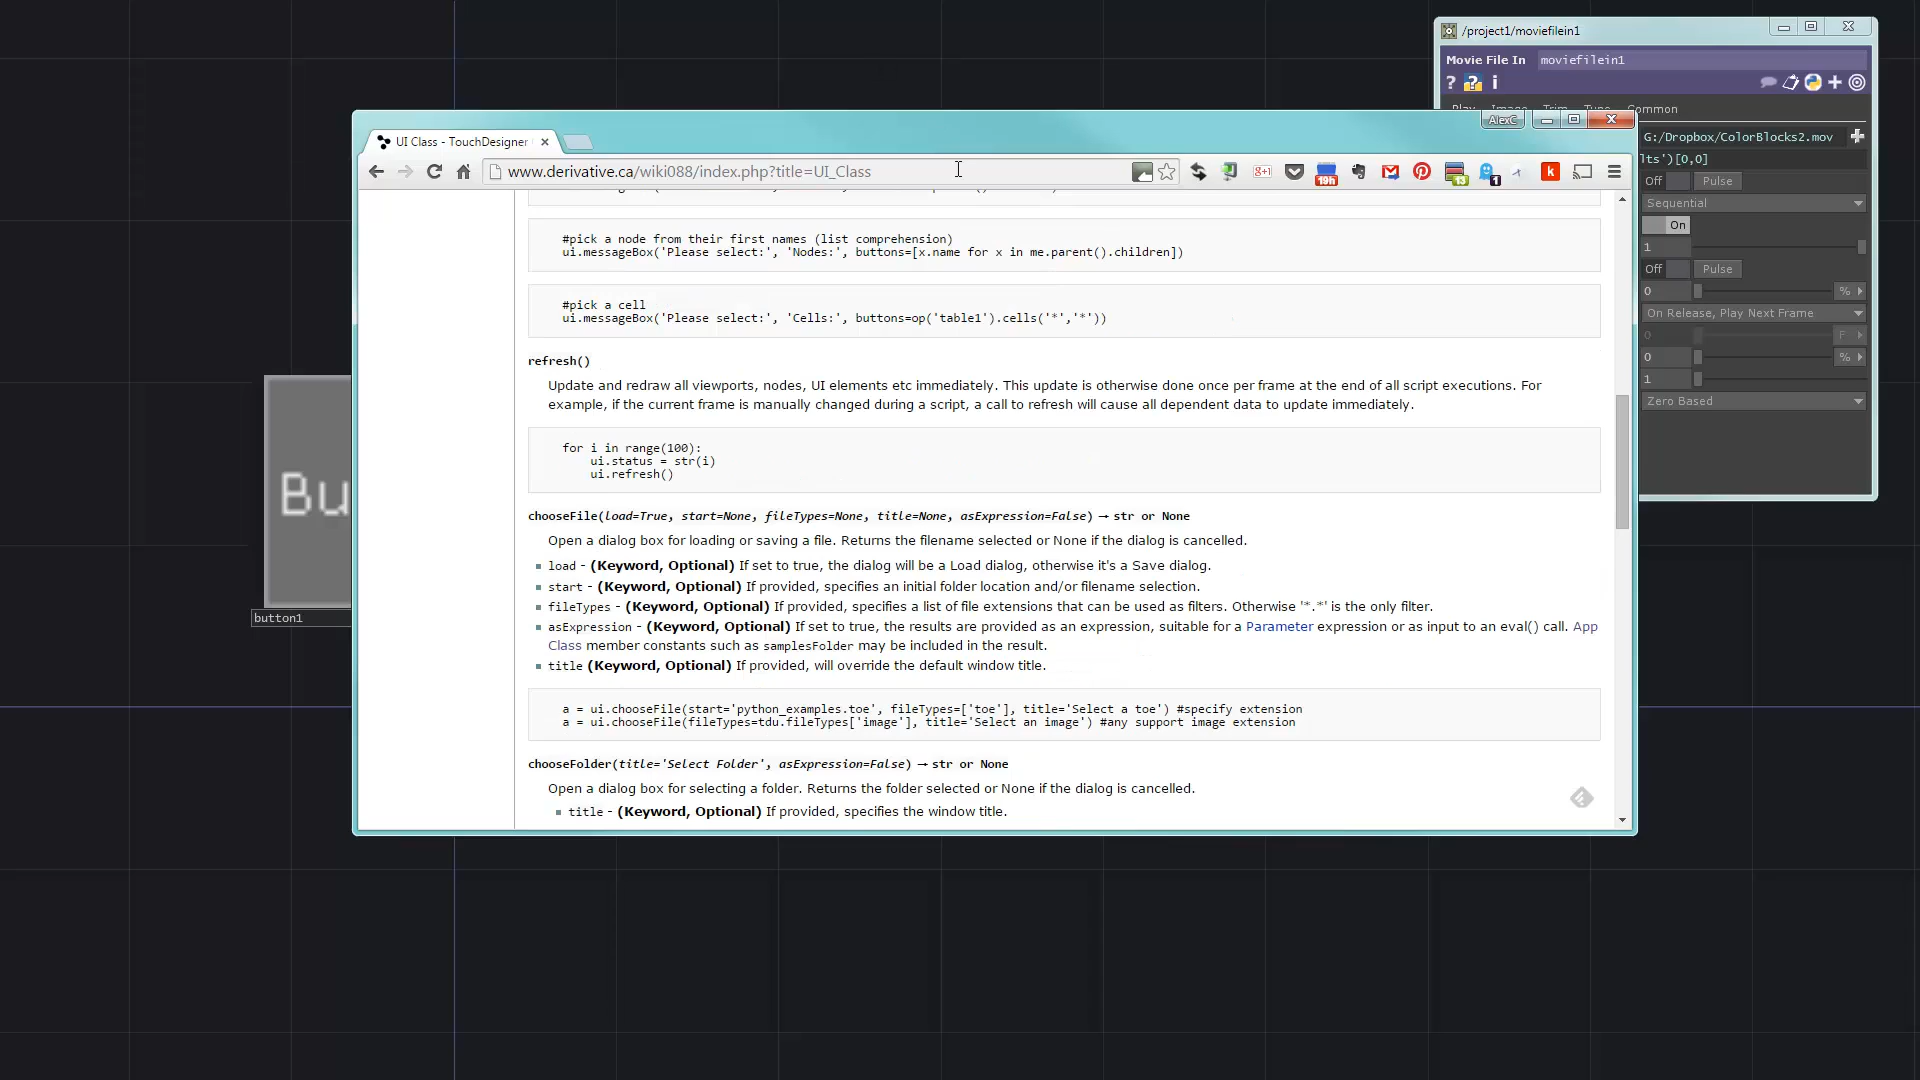 /project1/moviefilein1
Movie File In moviefilein1
? ? i
Common
G:/Dropbox/ColorBlocks2.mov
lts')[0,0]
Off Pulse
Sequential
On
1
Off Pulse
0 %
On Release, Play Next Frame
0 F
0 %
1
Zero Based
AlexC
UI Class - TouchDesigner
www.derivative.ca/wiki088/index.php?title=UI_Class
g+1
19h
13
1
k
#pick a node from their first names (list comprehension)
ui.messageBox('Please select:', 'Nodes:', buttons=[x.name for x in me.parent().children])
#pick a cell
ui.messageBox('Please select:', 'Cells:', buttons=op('table1').cells('*','*'))
refresh()
Update and redraw all viewports, nodes, UI elements etc immediately. This update is otherwise done once per frame at the end of all script executions. For
example, if the current frame is manually changed during a script, a call to refresh will cause all dependent data to update immediately.
for i in range(100):
ui.status = str(i)
ui.refresh()
chooseFile(load=True, start=None, fileTypes=None, title=None, asExpression=False) → str or None
Open a dialog box for loading or saving a file. Returns the filename selected or None if the dialog is cancelled.
load - (Keyword, Optional) If set to true, the dialog will be a Load dialog, otherwise it's a Save dialog.
start - (Keyword, Optional) If provided, specifies an initial folder location and/or filename selection.
fileTypes - (Keyword, Optional) If provided, specifies a list of file extensions that can be used as filters. Otherwise '*.*' is the only filter.
asExpression - (Keyword, Optional) If set to true, the results are provided as an expression, suitable for a Parameter expression or as input to an eval() call. App
Class member constants such as samplesFolder may be included in the result.
title (Keyword, Optional) If provided, will override the default window title.
a = ui.chooseFile(start='python_examples.toe', fileTypes=['toe'], title='Select a toe') #specify extension
a = ui.chooseFile(fileTypes=tdu.fileTypes['image'], title='Select an image') #any support image extension
chooseFolder(title='Select Folder', asExpression=False) → str or None
Open a dialog box for selecting a folder. Returns the folder selected or None if the dialog is cancelled.
title - (Keyword, Optional) If provided, specifies the window title.
Bu
button1